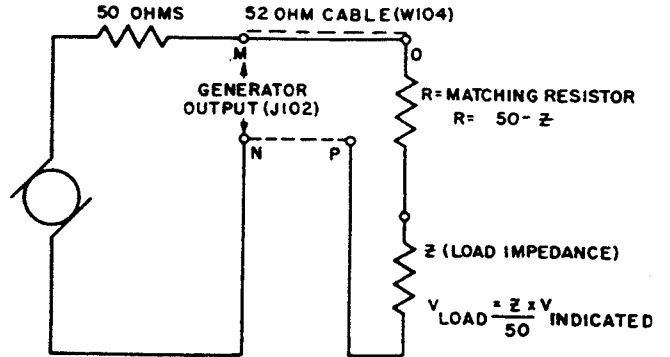 50 OHMS
52 OHM CABLE (W104)
M
O
GENERATOR
OUTPUT (J102)
R= MATCHING RESISTOR
R= 50-Z
N
P
Z (LOAD IMPEDANCE)
V LOAD = Z x V INDICATED
50